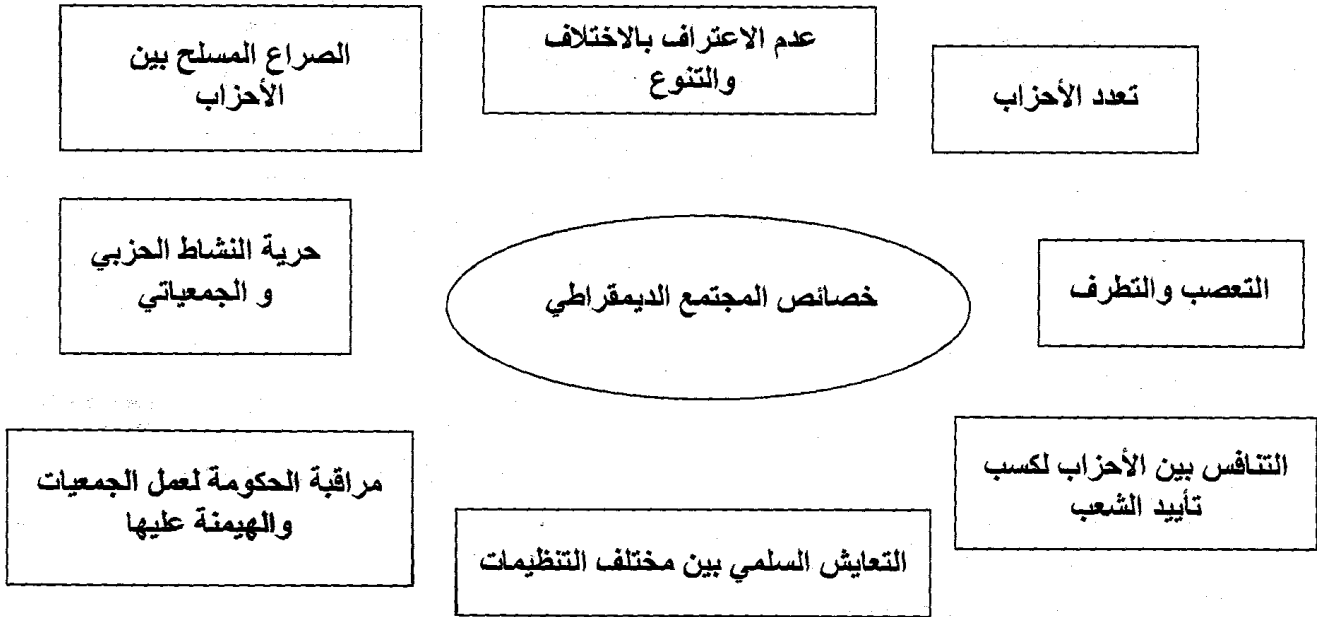 الصراع المسلح بين
الأحزاب
عدم الاعتراف بالاختلاف
والتنوع
تعدد الأحزاب
حرية النشاط الحزبي
و الجمعياتي
خصائص المجتمع الديمقراطي
التعصب والتطرف
مراقبة الحكومة لعمل الجمعيات
والهيمنة عليها
التعايش السلمي بين مختلف التنظيمات
التنافس بين الأحزاب لكسب
تأييد الشعب